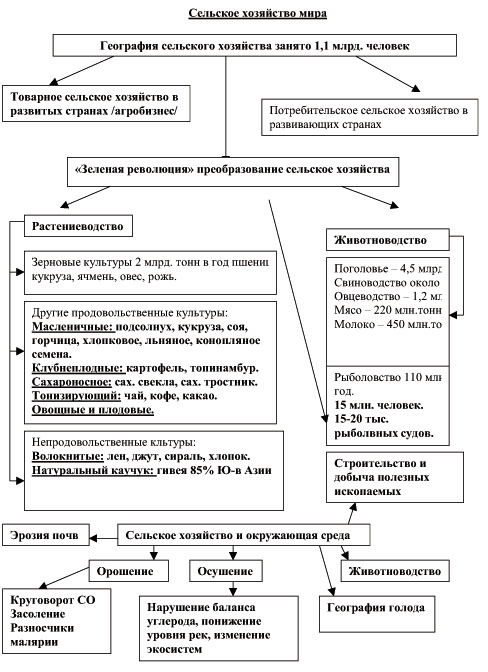 Сельское хозяйство мира
География сельского хозяйства занято 1,1 млрд. человек
Товарное сельское хозяйство в
развитых странах /агробизнес/
Потребительское сельское хозяйство в
развивающих странах
«Зеленая революция» преобразование сельское хозяйства
Растениеводство
Зерновые культуры 2 млрд. тонн в год пшениц
кукруза, ячмень, овес, рожь.
Другие продовольственные культуры:
Масленичные: подсолнух, кукруза, соя,
горчица, хлопковое, льняное, конопляное
семена.
Клубнеплодные: картофель, топинамбур.
Сахароносное: сах. свекла, сах. тростник.
Тонизирующий: чай, кофе, какао.
Овощные и плодовые.
Непродовольственные клтуры:
Волокнитые: лен, джут, сираль, хлопок.
Натуральный каучук: гивея 85% Ю-в Азии
Животноводство
Поголовье – 4,5 млрд
Свиноводство около
Овцеводство – 1,2 мл
Мясо – 220 млн.тонн
Молоко – 450 млн.то
Рыболовство 110 млн
год.
15 млн. человек.
15-20 тыс.
рыболвных судов.
Строительство и
добыча полезных
ископаемых
Эрозия почв
Сельское хозяйство и окружающая среда
Орошение
Осушение
Животноводство
Круговорот СО
Засоление
Разносчики
малярии
Нарушение баланса
углерода, понижение
уровня рек, изменение
экосистем
География голода